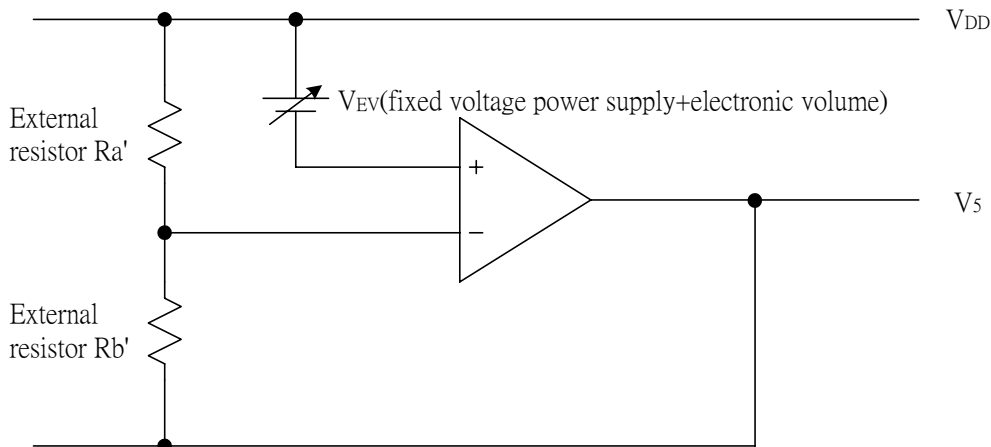 VDD
VEV(fixed voltage power supply+electronic volume)
External
resistor Ra'
+
V5
−
External
resistor Rb'